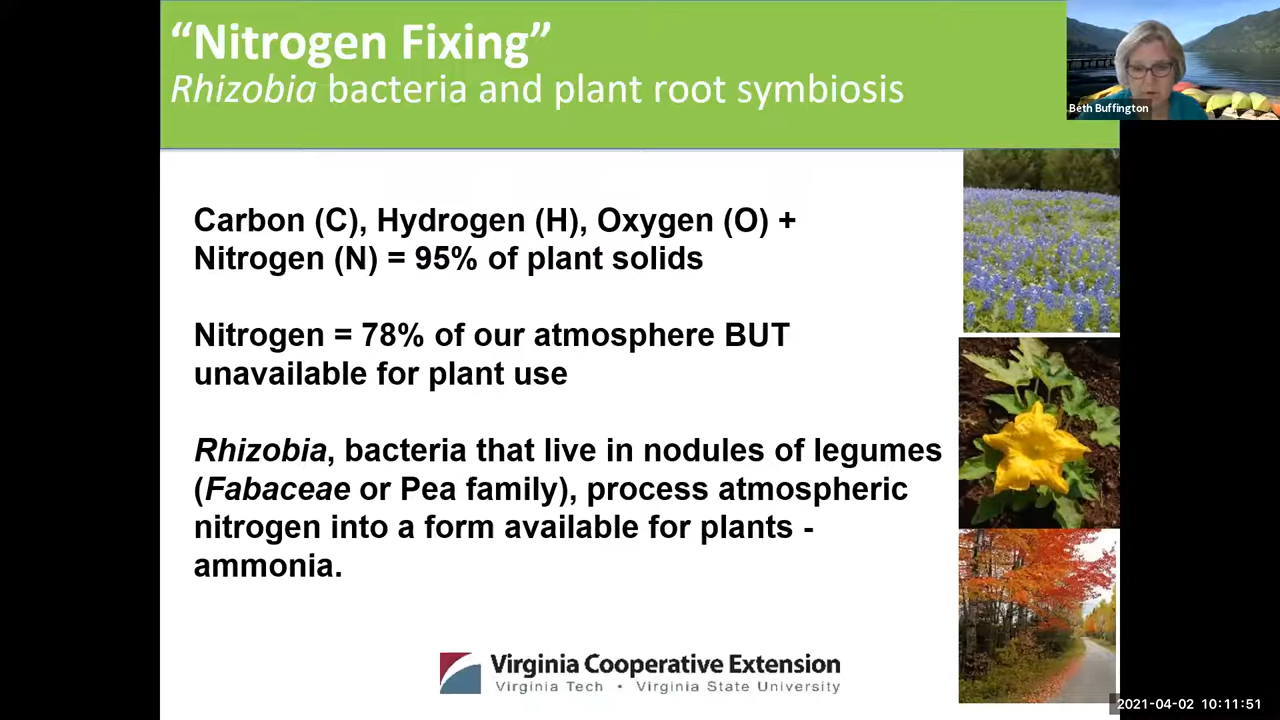 “Nitrogen Fixing”
Rhizobia bacteria and plant root symbiosis
Beth Buffington
Carbon (C), Hydrogen (H), Oxygen (O) +
Nitrogen (N) = 95% of plant solids
Nitrogen = 78% of our atmosphere BUT
unavailable for plant use
Rhizobia, bacteria that live in nodules of legumes
(Fabaceae or Pea family), process atmospheric
nitrogen into a form available for plants -
ammonia.
Virginia Cooperative Extension
Virginia Tech • Virginia State University
2021-04-02 10:11:51